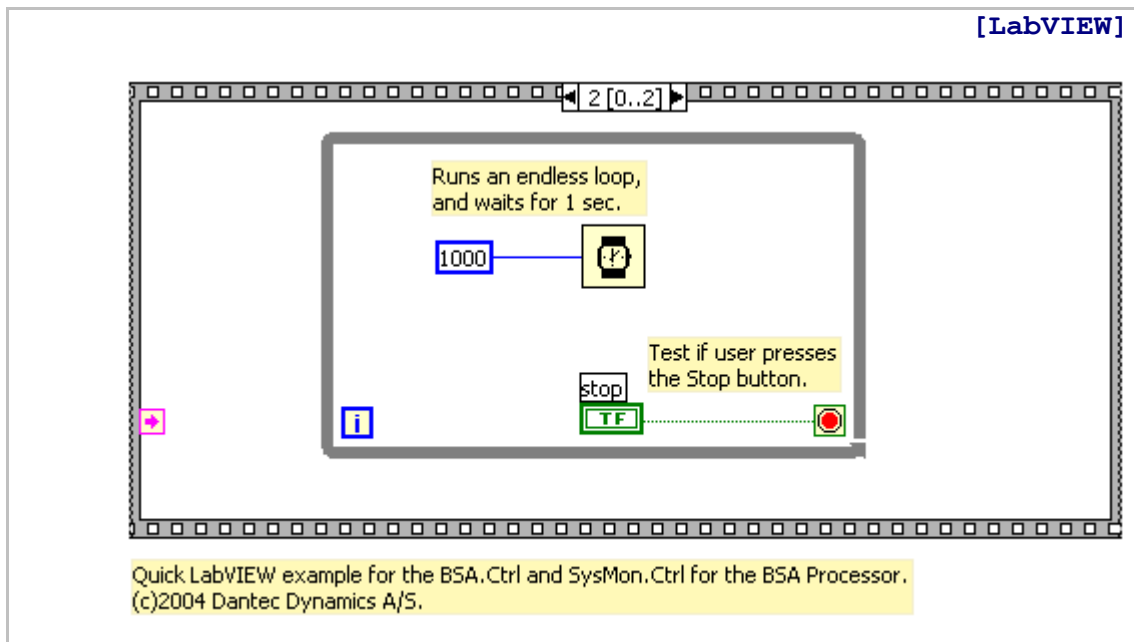 [LabVIEW]
2 [0..2]
Runs an endless loop,
and waits for 1 sec.
1000
Test if user presses
the Stop button.
stop
TF
i
Quick LabVIEW example for the BSA.Ctrl and SysMon.Ctrl for the BSA Processor.
(c)2004 Dantec Dynamics A/S.